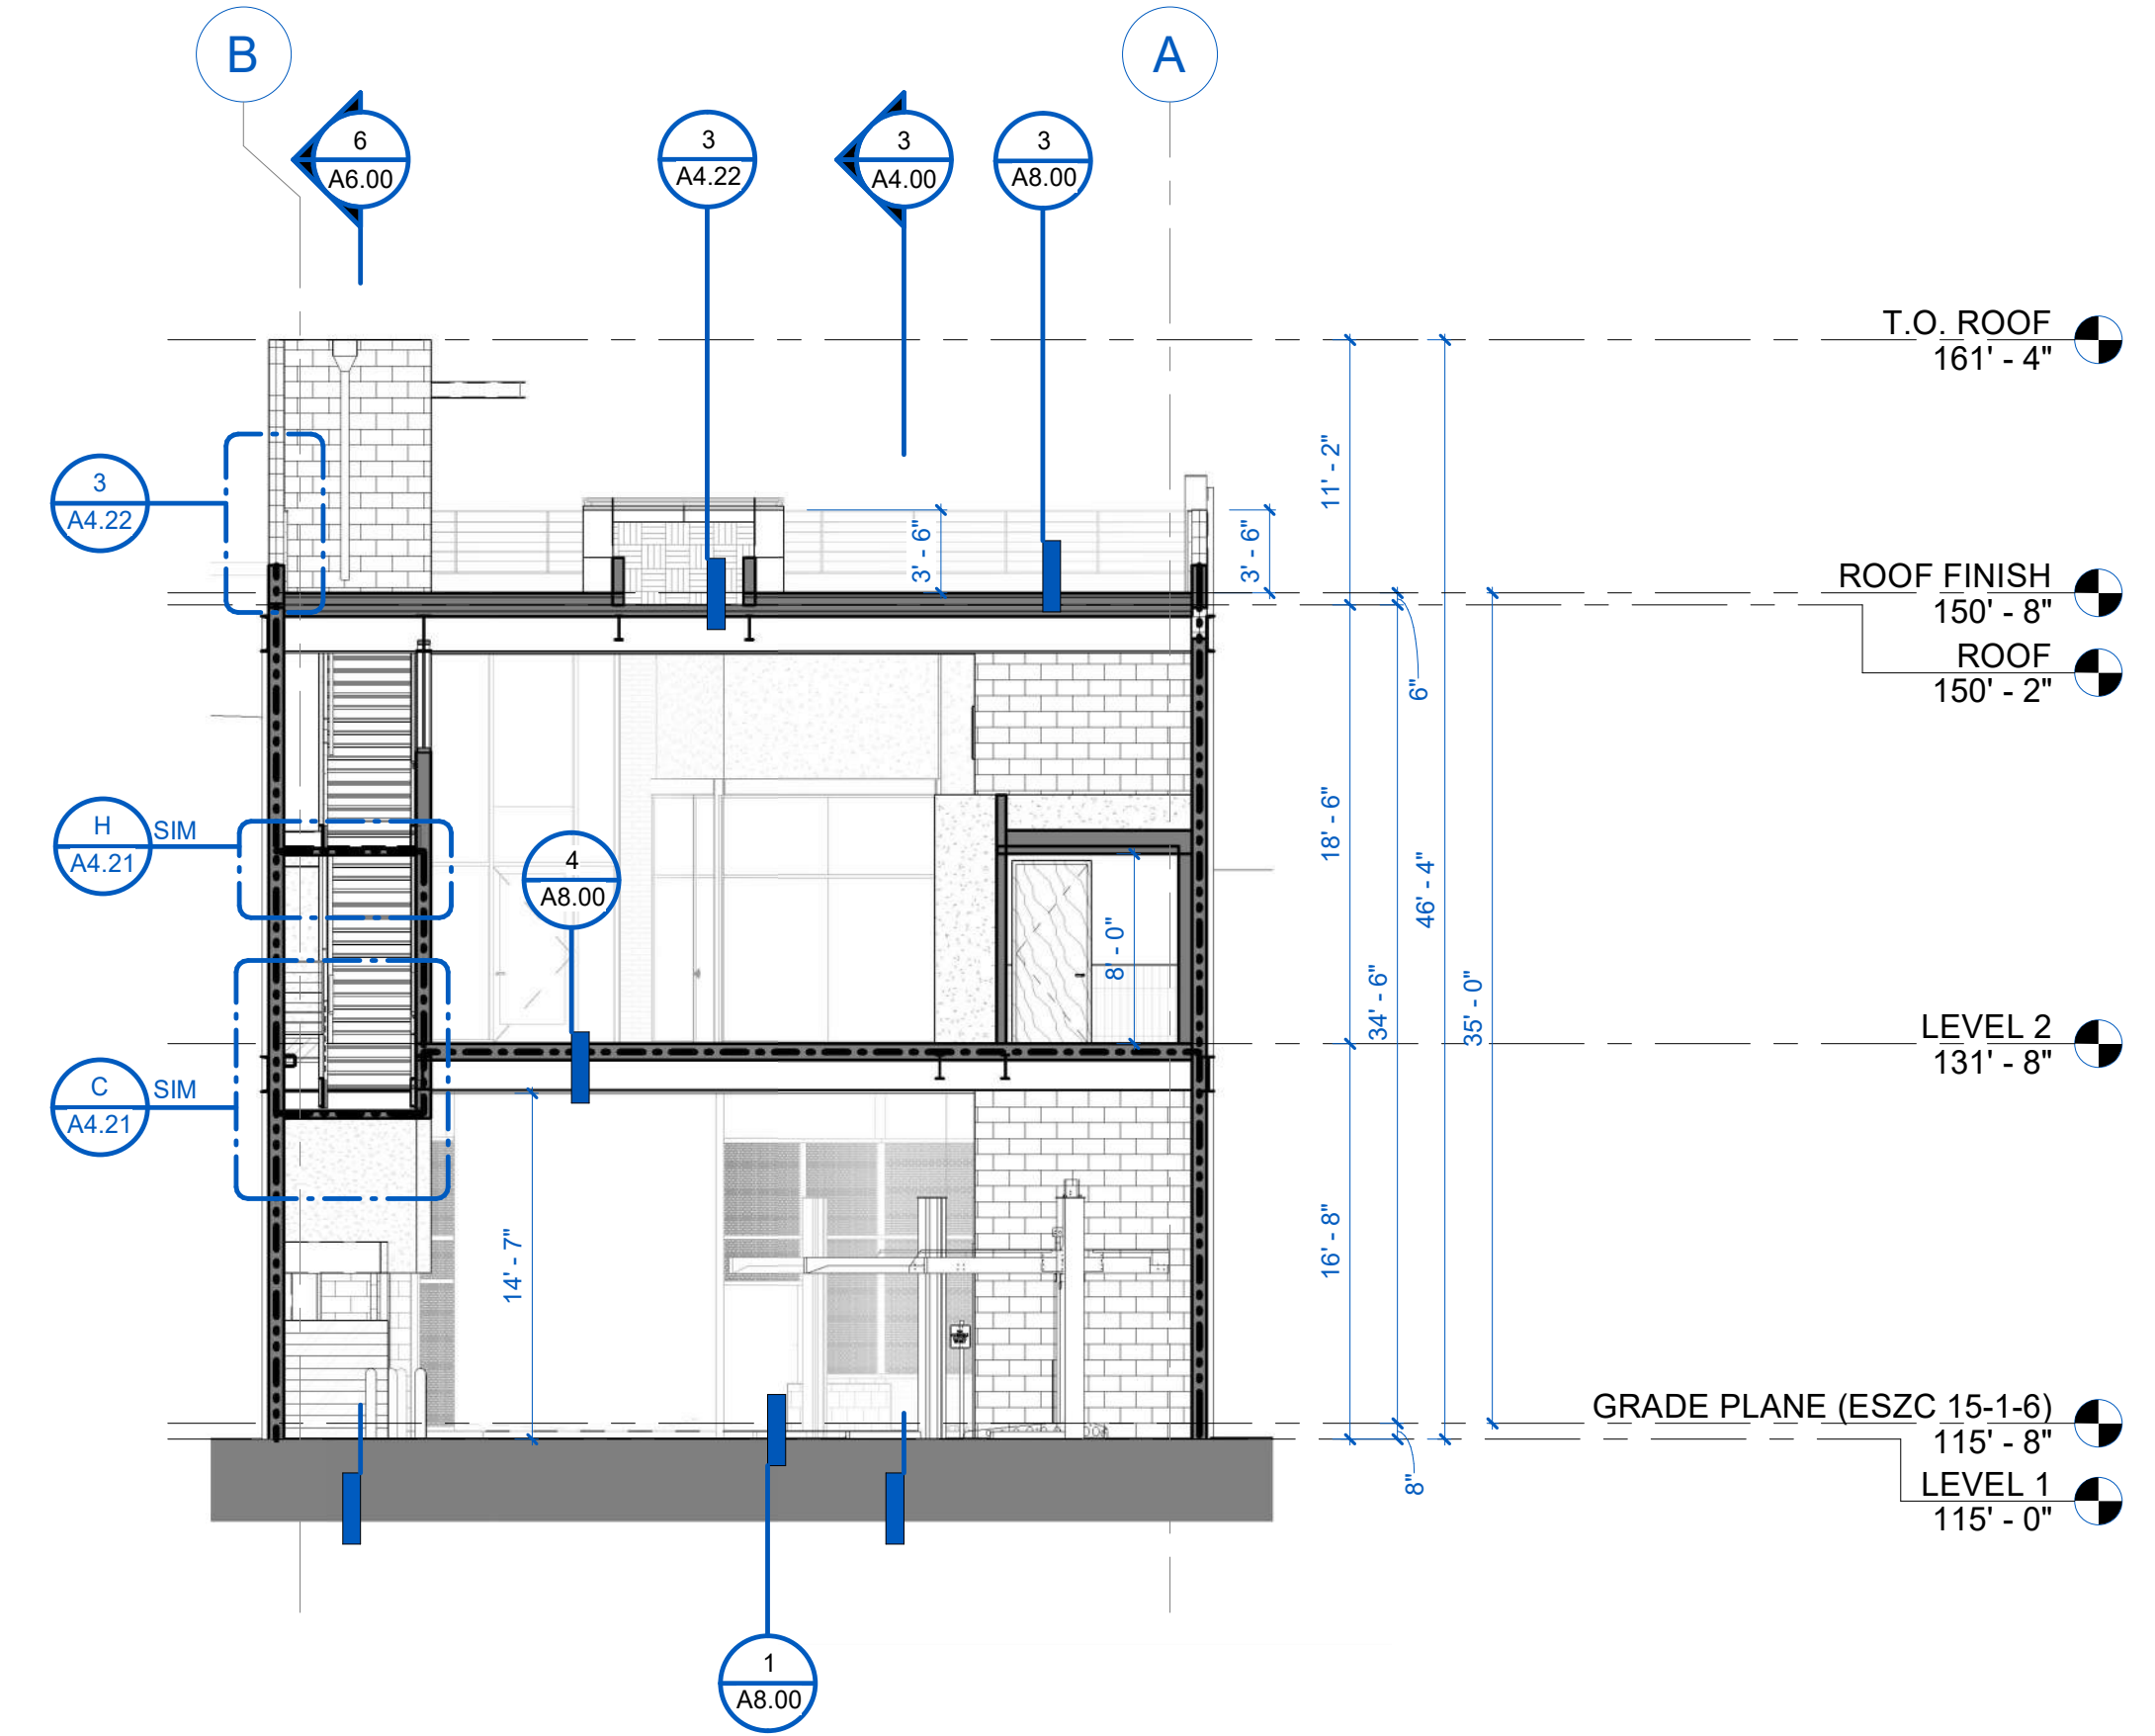 B
A
6
A6.00
3
A4.22
3
A4.00
3
A8.00
T.O. ROOF
161' - 4"
3
A4.22
11' - 2"
3' - 6"
3' - 6"
ROOF FINISH
150' - 8"
ROOF
150' - 2"
6"
H
A4.21
SIM
4
A8.00
18' - 6"
46' - 4"
8' - 0"
34' - 6"
35' - 0"
LEVEL 2
131' - 8"
C
A4.21
SIM
14' - 7"
16' - 8"
GRADE PLANE (ESZC 15-1-6)
115' - 8"
8"
LEVEL 1
115' - 0"
1
A8.00